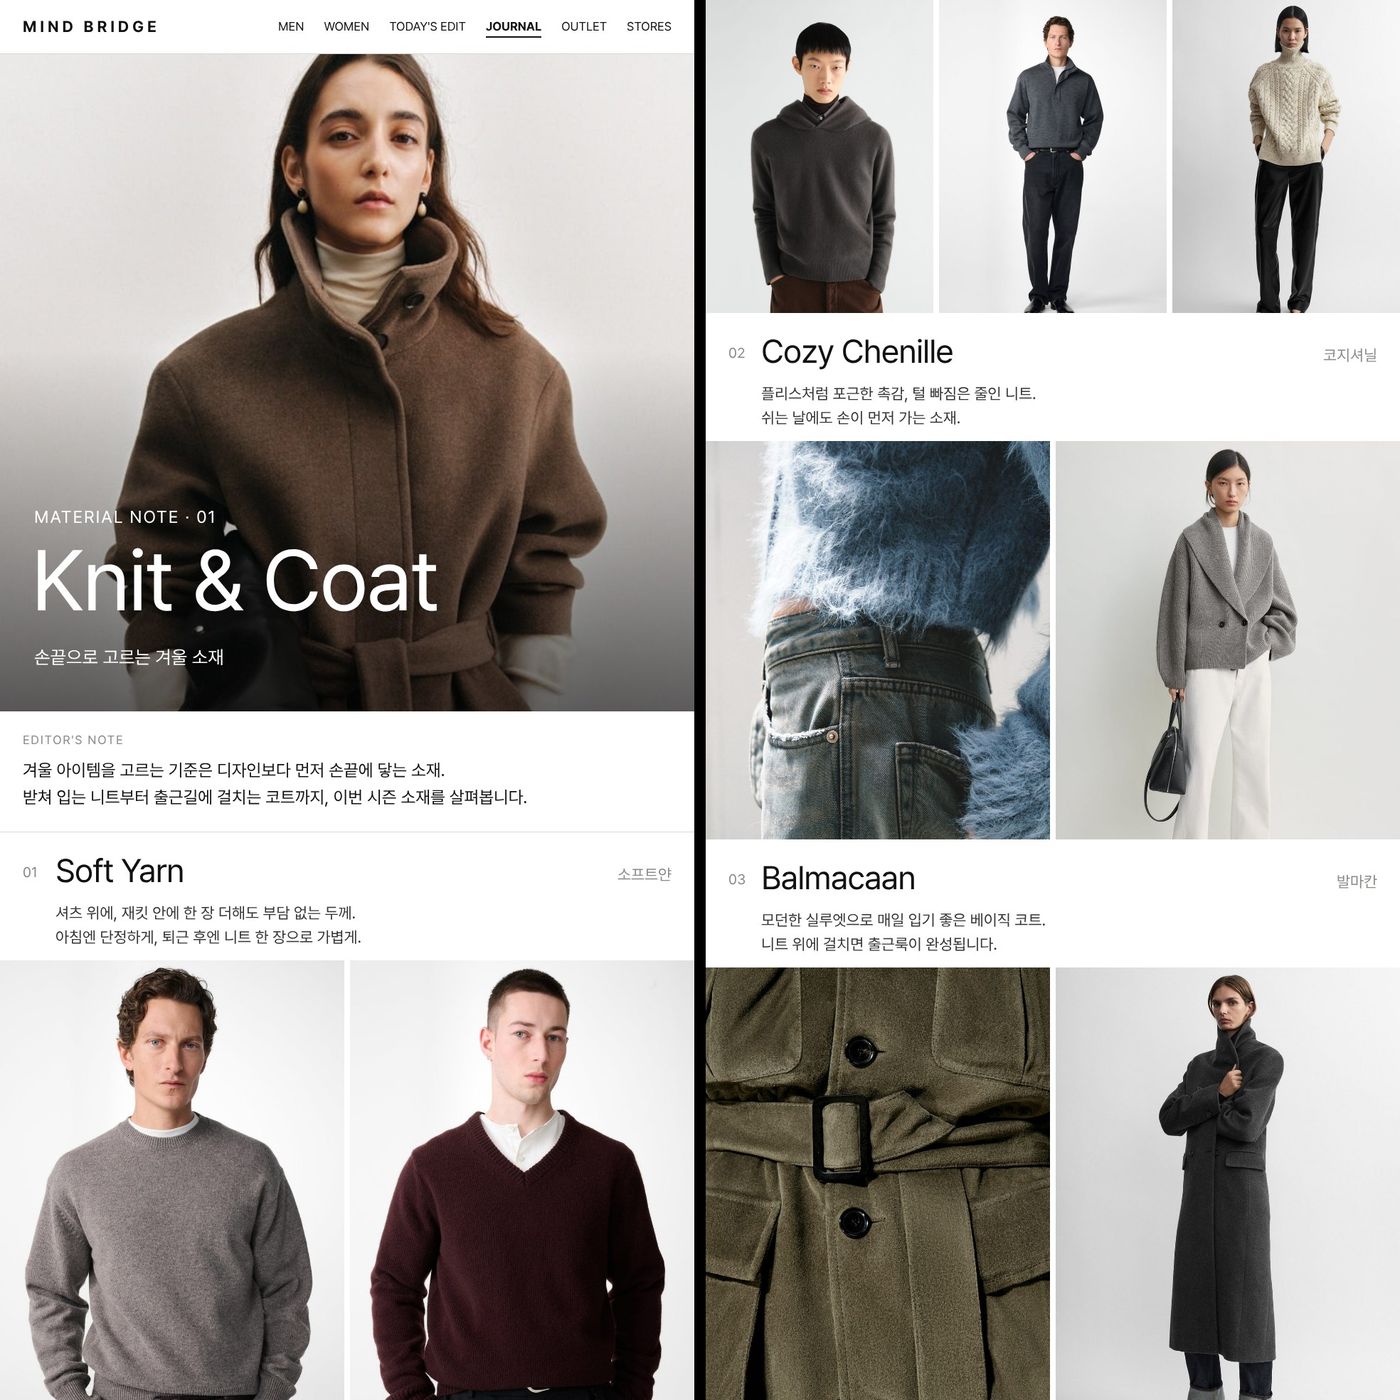 MIND BRIDGE
MEN WOMEN TODAY'S EDIT JOURNAL OUTLET STORES
MATERIAL NOTE · 01
Knit & Coat
손끝으로 고르는 겨울 소재
EDITOR'S NOTE
겨울 아이템을 고르는 기준은 디자인보다 먼저 손끝에 닿는 소재.
받쳐 입는 니트부터 출근길에 걸치는 코트까지, 이번 시즌 소재를 살펴봅니다.
01 Soft Yarn 소프트얀
셔츠 위에, 재킷 안에 한 장 더해도 부담 없는 두께.
아침엔 단정하게, 퇴근 후엔 니트 한 장으로 가볍게.
02 Cozy Chenille 코지셔닐
플리스처럼 포근한 촉감, 털 빠짐은 줄인 니트.
쉬는 날에도 손이 먼저 가는 소재.
03 Balmacaan 발마칸
모던한 실루엣으로 매일 입기 좋은 베이직 코트.
니트 위에 걸치면 출근룩이 완성됩니다.